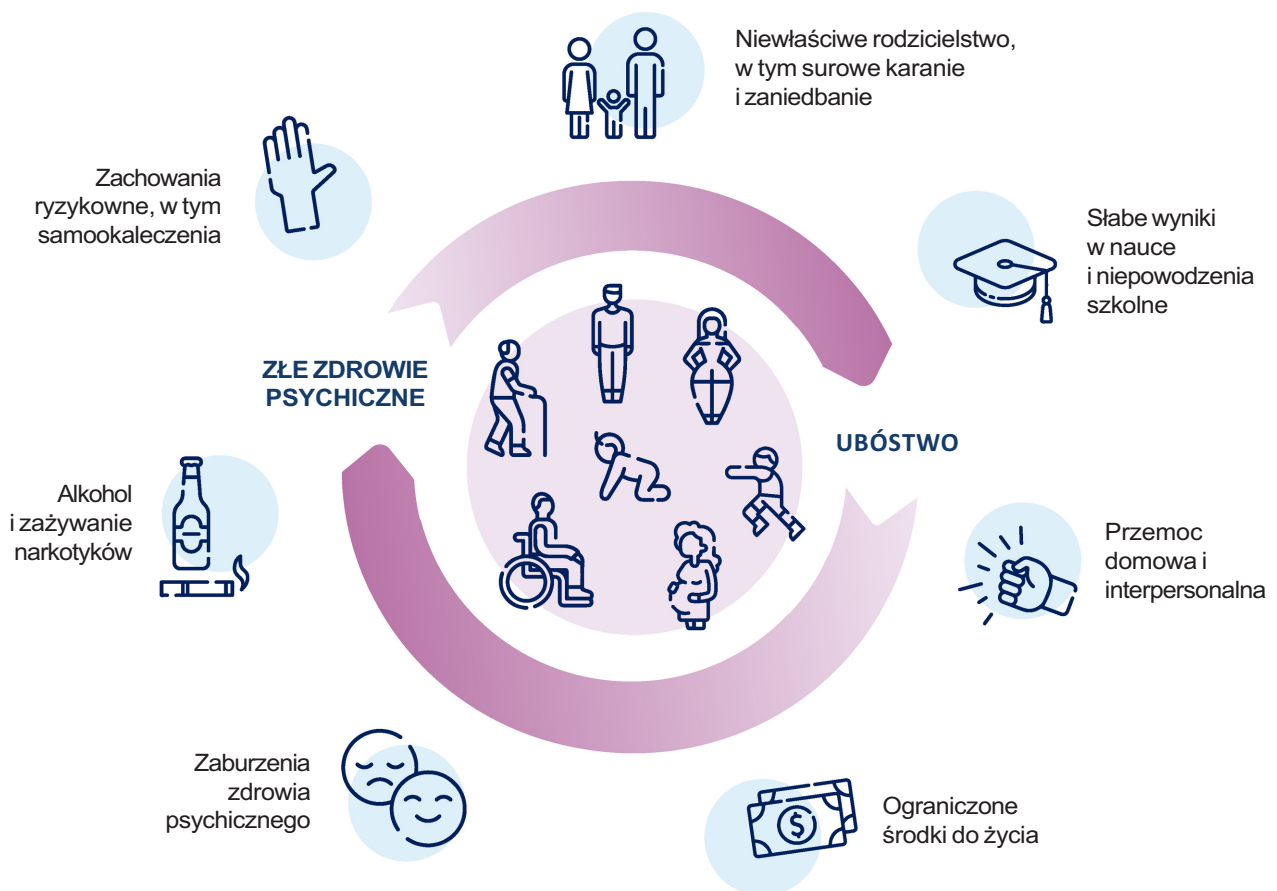 Niewłaściwe rodzicielstwo,
w tym surowe karanie
i zaniedbanie
Zachowania
ryzykowne, w tym
samookaleczenia
Słabe wyniki
w nauce
i niepowodzenia
szkolne
ZŁE ZDROWIE
PSYCHICZNE
UBÓSTWO
Alkohol
i zażywanie
narkotyków
Przemoc
domowa i
interpersonalna
Zaburzenia
zdrowia
psychicznego
Ograniczone
środki do życia
$